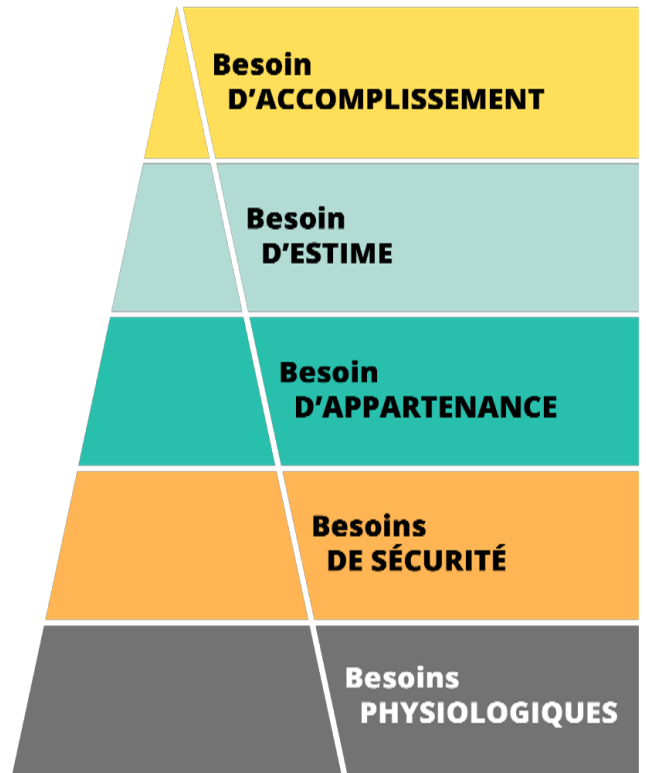 Besoin
D’ACCOMPLISSEMENT
Besoin
D’ESTIME
Besoin
D’APPARTENANCE
Besoins
DE SÉCURITÉ
Besoins
PHYSIOLOGIQUES